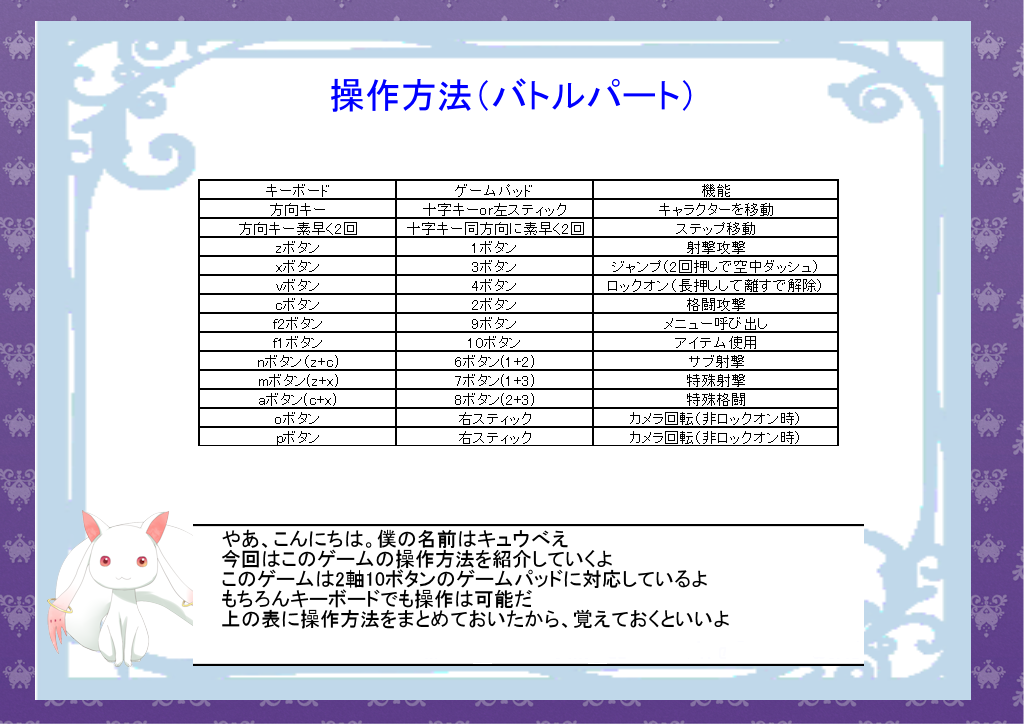 操作方法（バトルパート）
キーボード ゲームパッド 機能
方向キー 十字キーor左スティック キャラクターを移動
方向キー素早く2回 十字キー同方向に素早く2回 ステップ移動
zボタン 1ボタン 射撃攻撃
xボタン 3ボタン ジャンプ(2回押しで空中ダッシュ)
vボタン 4ボタン ロックオン(長押しして離すで解除)
cボタン 2ボタン 格闘攻撃
f2ボタン 9ボタン メニュー呼び出し
f1ボタン 10ボタン アイテム使用
nボタン(z+c) 6ボタン(1+2) サブ射撃
mボタン(z+x) 7ボタン(1+3) 特殊射撃
aボタン(c+x) 8ボタン(2+3) 特殊格闘
oボタン 右スティック カメラ回転(非ロックオン時)
pボタン 右スティック カメラ回転(非ロックオン時)
やあ、こんにちは。僕の名前はキュウベえ
今回はこのゲームの操作方法を紹介していくよ
このゲームは2軸10ボタンのゲームパッドに対応しているよ
もちろんキーボードでも操作は可能だ
上の表に操作方法をまとめておいたから、覚えておくといいよ